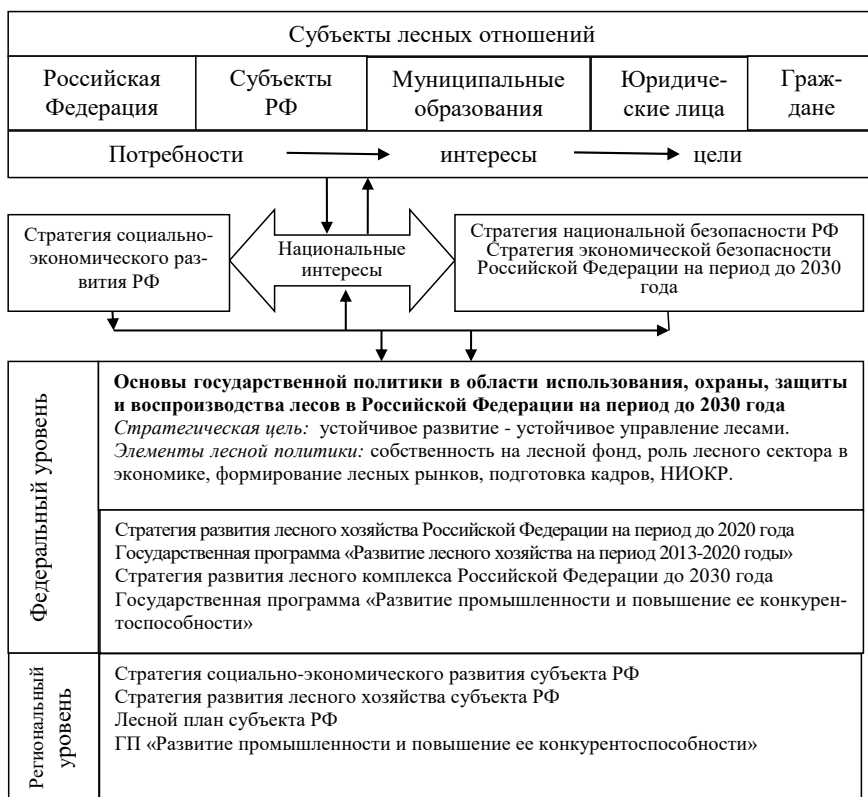 Субъекты лесных отношений
Российская
Федерация
Субъекты
РФ
Муниципальные
образования
Юридиче-
ские лица
Граж-
дане
Потребности интересы цели
Стратегия социально-
экономического раз-
вития РФ
Национальные
интересы
Стратегия национальной безопасности РФ
Стратегия экономической безопасности
Российской Федерации на период до 2030
года
Федеральный уровень
Основы государственной политики в области использования, охраны, защиты
и воспроизводства лесов в Российской Федерации на период до 2030 года
Стратегическая цель: устойчивое развитие - устойчивое управление лесами.
Элементы лесной политики: собственность на лесной фонд, роль лесного сектора в
экономике, формирование лесных рынков, подготовка кадров, НИОКР.
Стратегия развития лесного хозяйства Российской Федерации на период до 2020 года
Государственная программа «Развитие лесного хозяйства на период 2013-2020 годы»
Стратегия развития лесного комплекса Российской Федерации до 2030 года
Государственная программа «Развитие промышленности и повышение ее конкурен-
тоспособности»
Региональный
уровень
Стратегия социально-экономического развития субъекта РФ
Стратегия развития лесного хозяйства субъекта РФ
Лесной план субъекта РФ
ГП «Развитие промышленности и повышение ее конкурентоспособности»